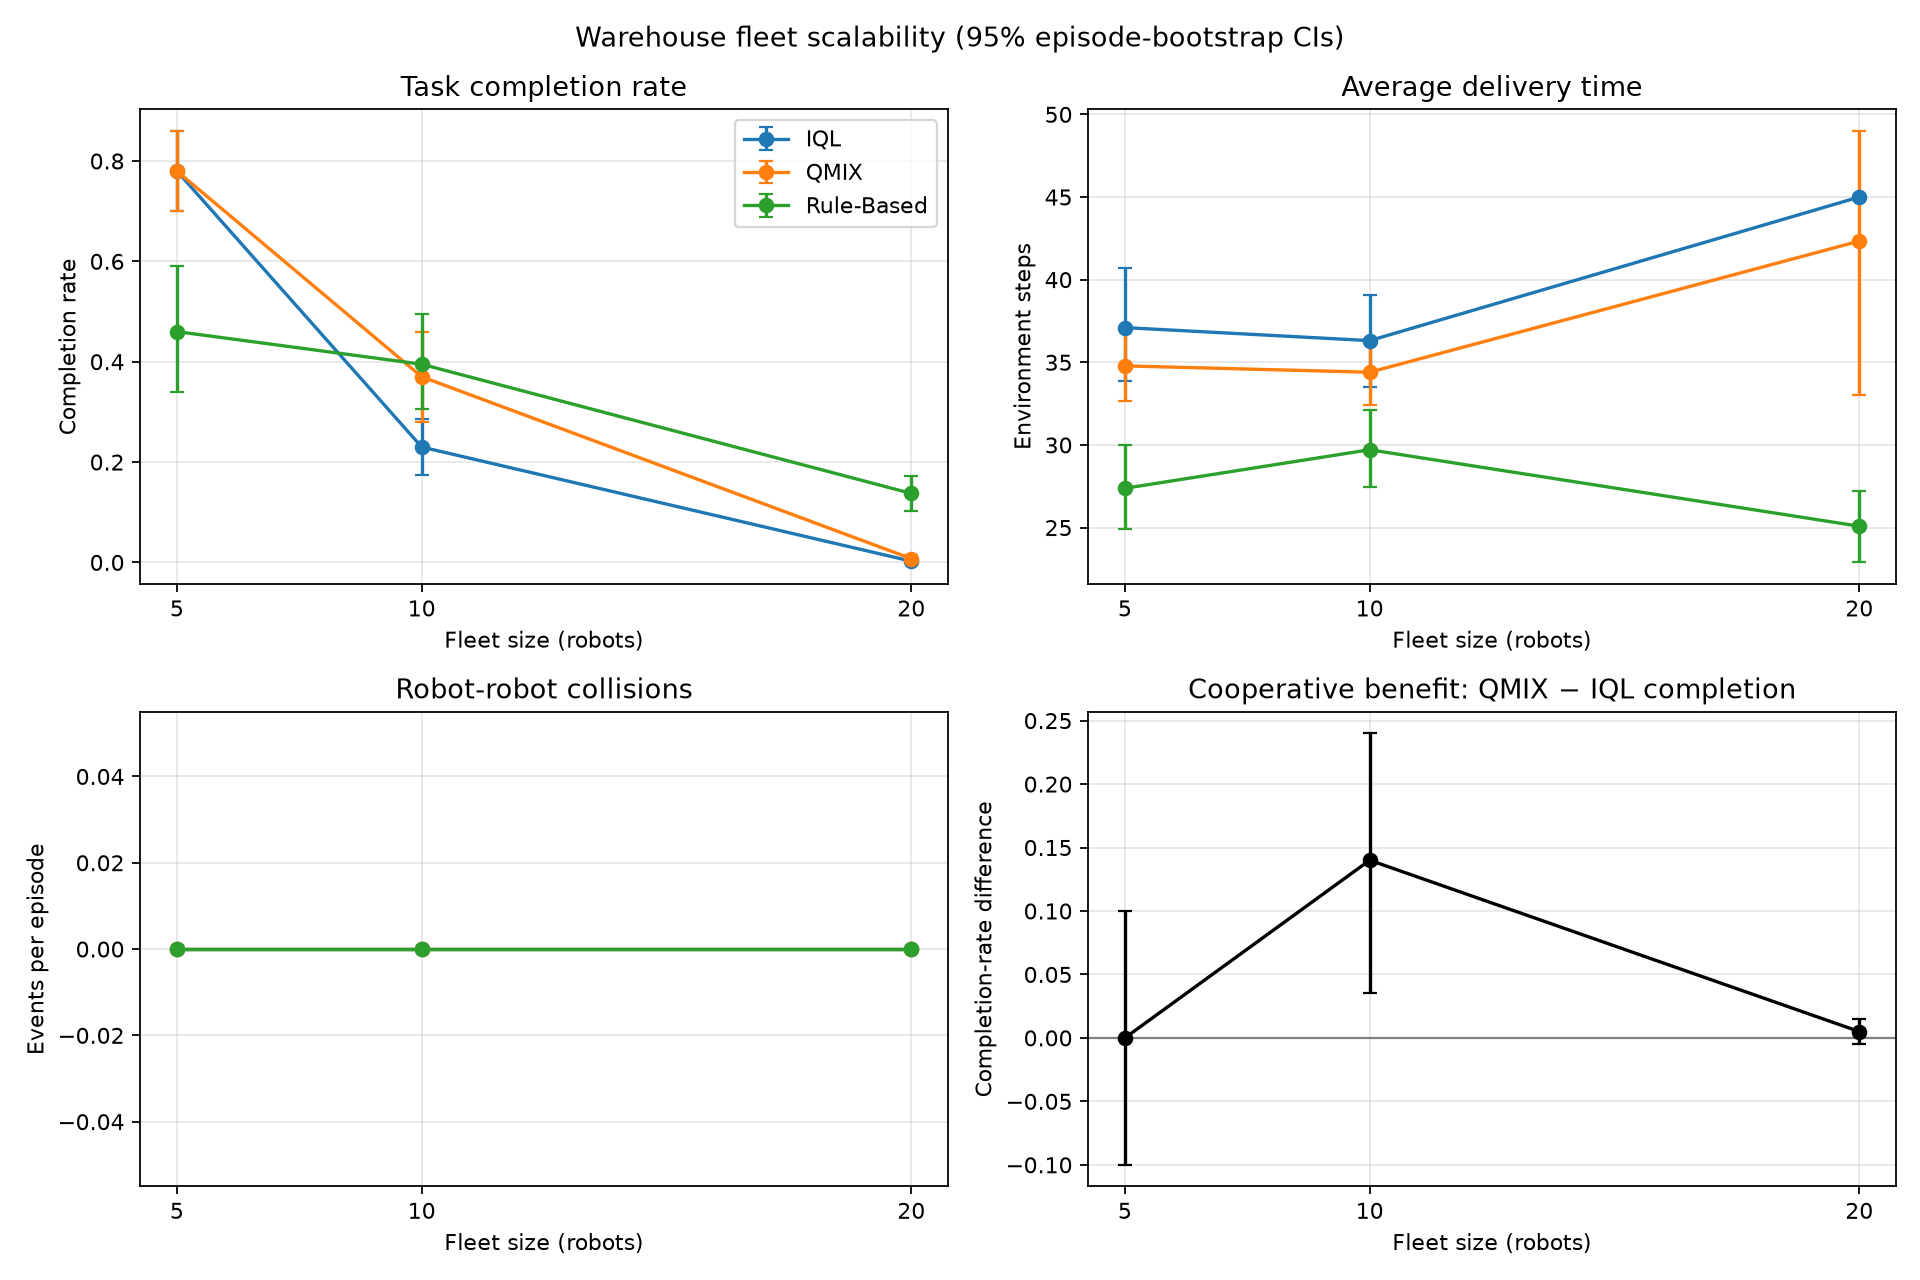 Warehouse fleet scalability (95% episode-bootstrap CIs)
Task completion rate
Completion rate
0.8
0.6
0.4
0.2
0.0
IQL
QMIX
Rule-Based
5
10
20
Fleet size (robots)
Average delivery time
Environment steps
50
45
40
35
30
25
5
10
20
Fleet size (robots)
Robot-robot collisions
Events per episode
0.04
0.02
0.00
−0.02
−0.04
5
10
20
Fleet size (robots)
Cooperative benefit: QMIX − IQL completion
Completion-rate difference
0.25
0.20
0.15
0.10
0.05
0.00
−0.05
−0.10
5
10
20
Fleet size (robots)